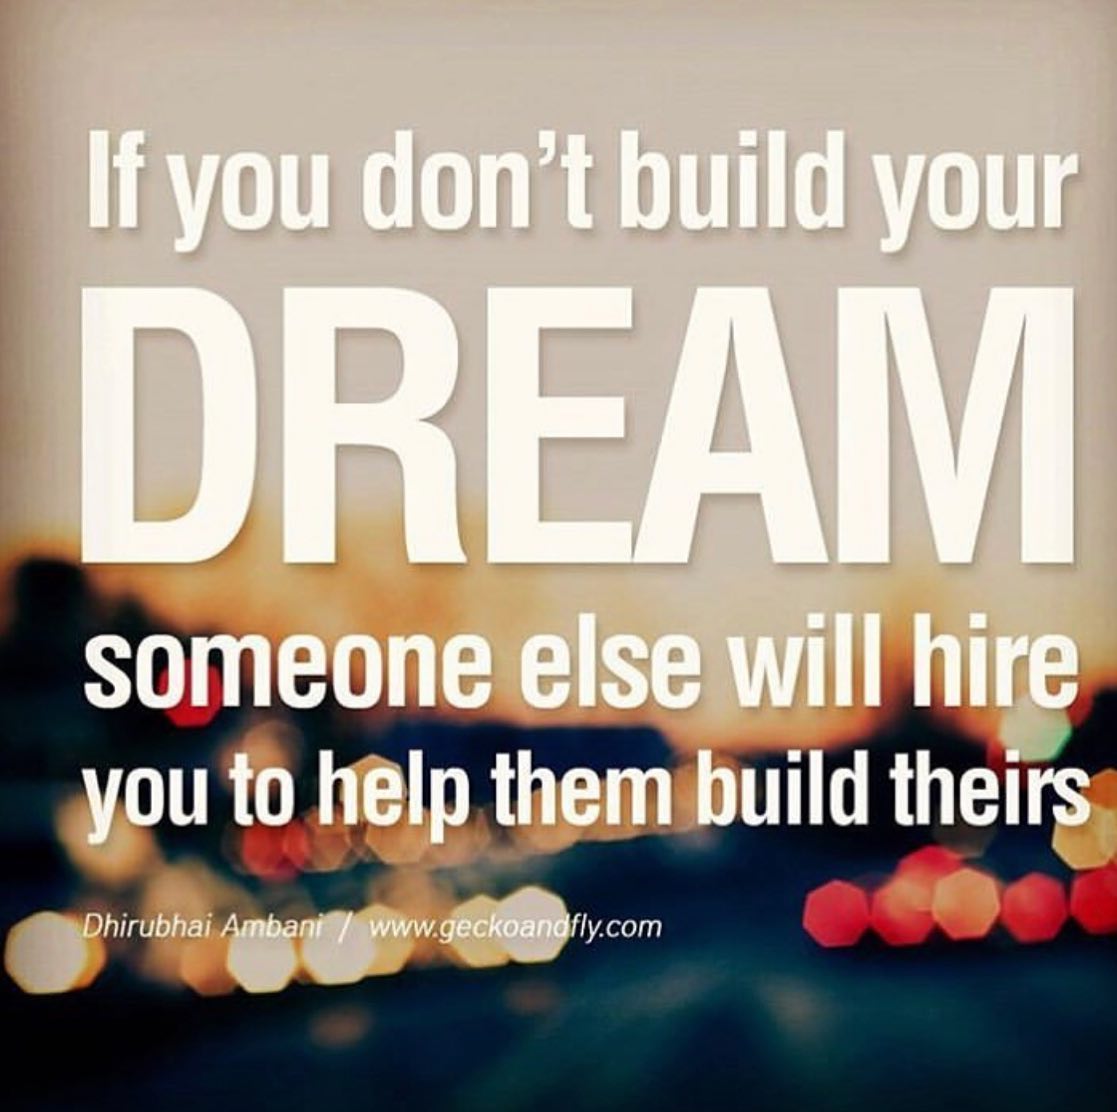 If you don't build your
DREAM
someone else will hire
you to help them build theirs
Dhirubhai Ambani / www.geckoandfly.com